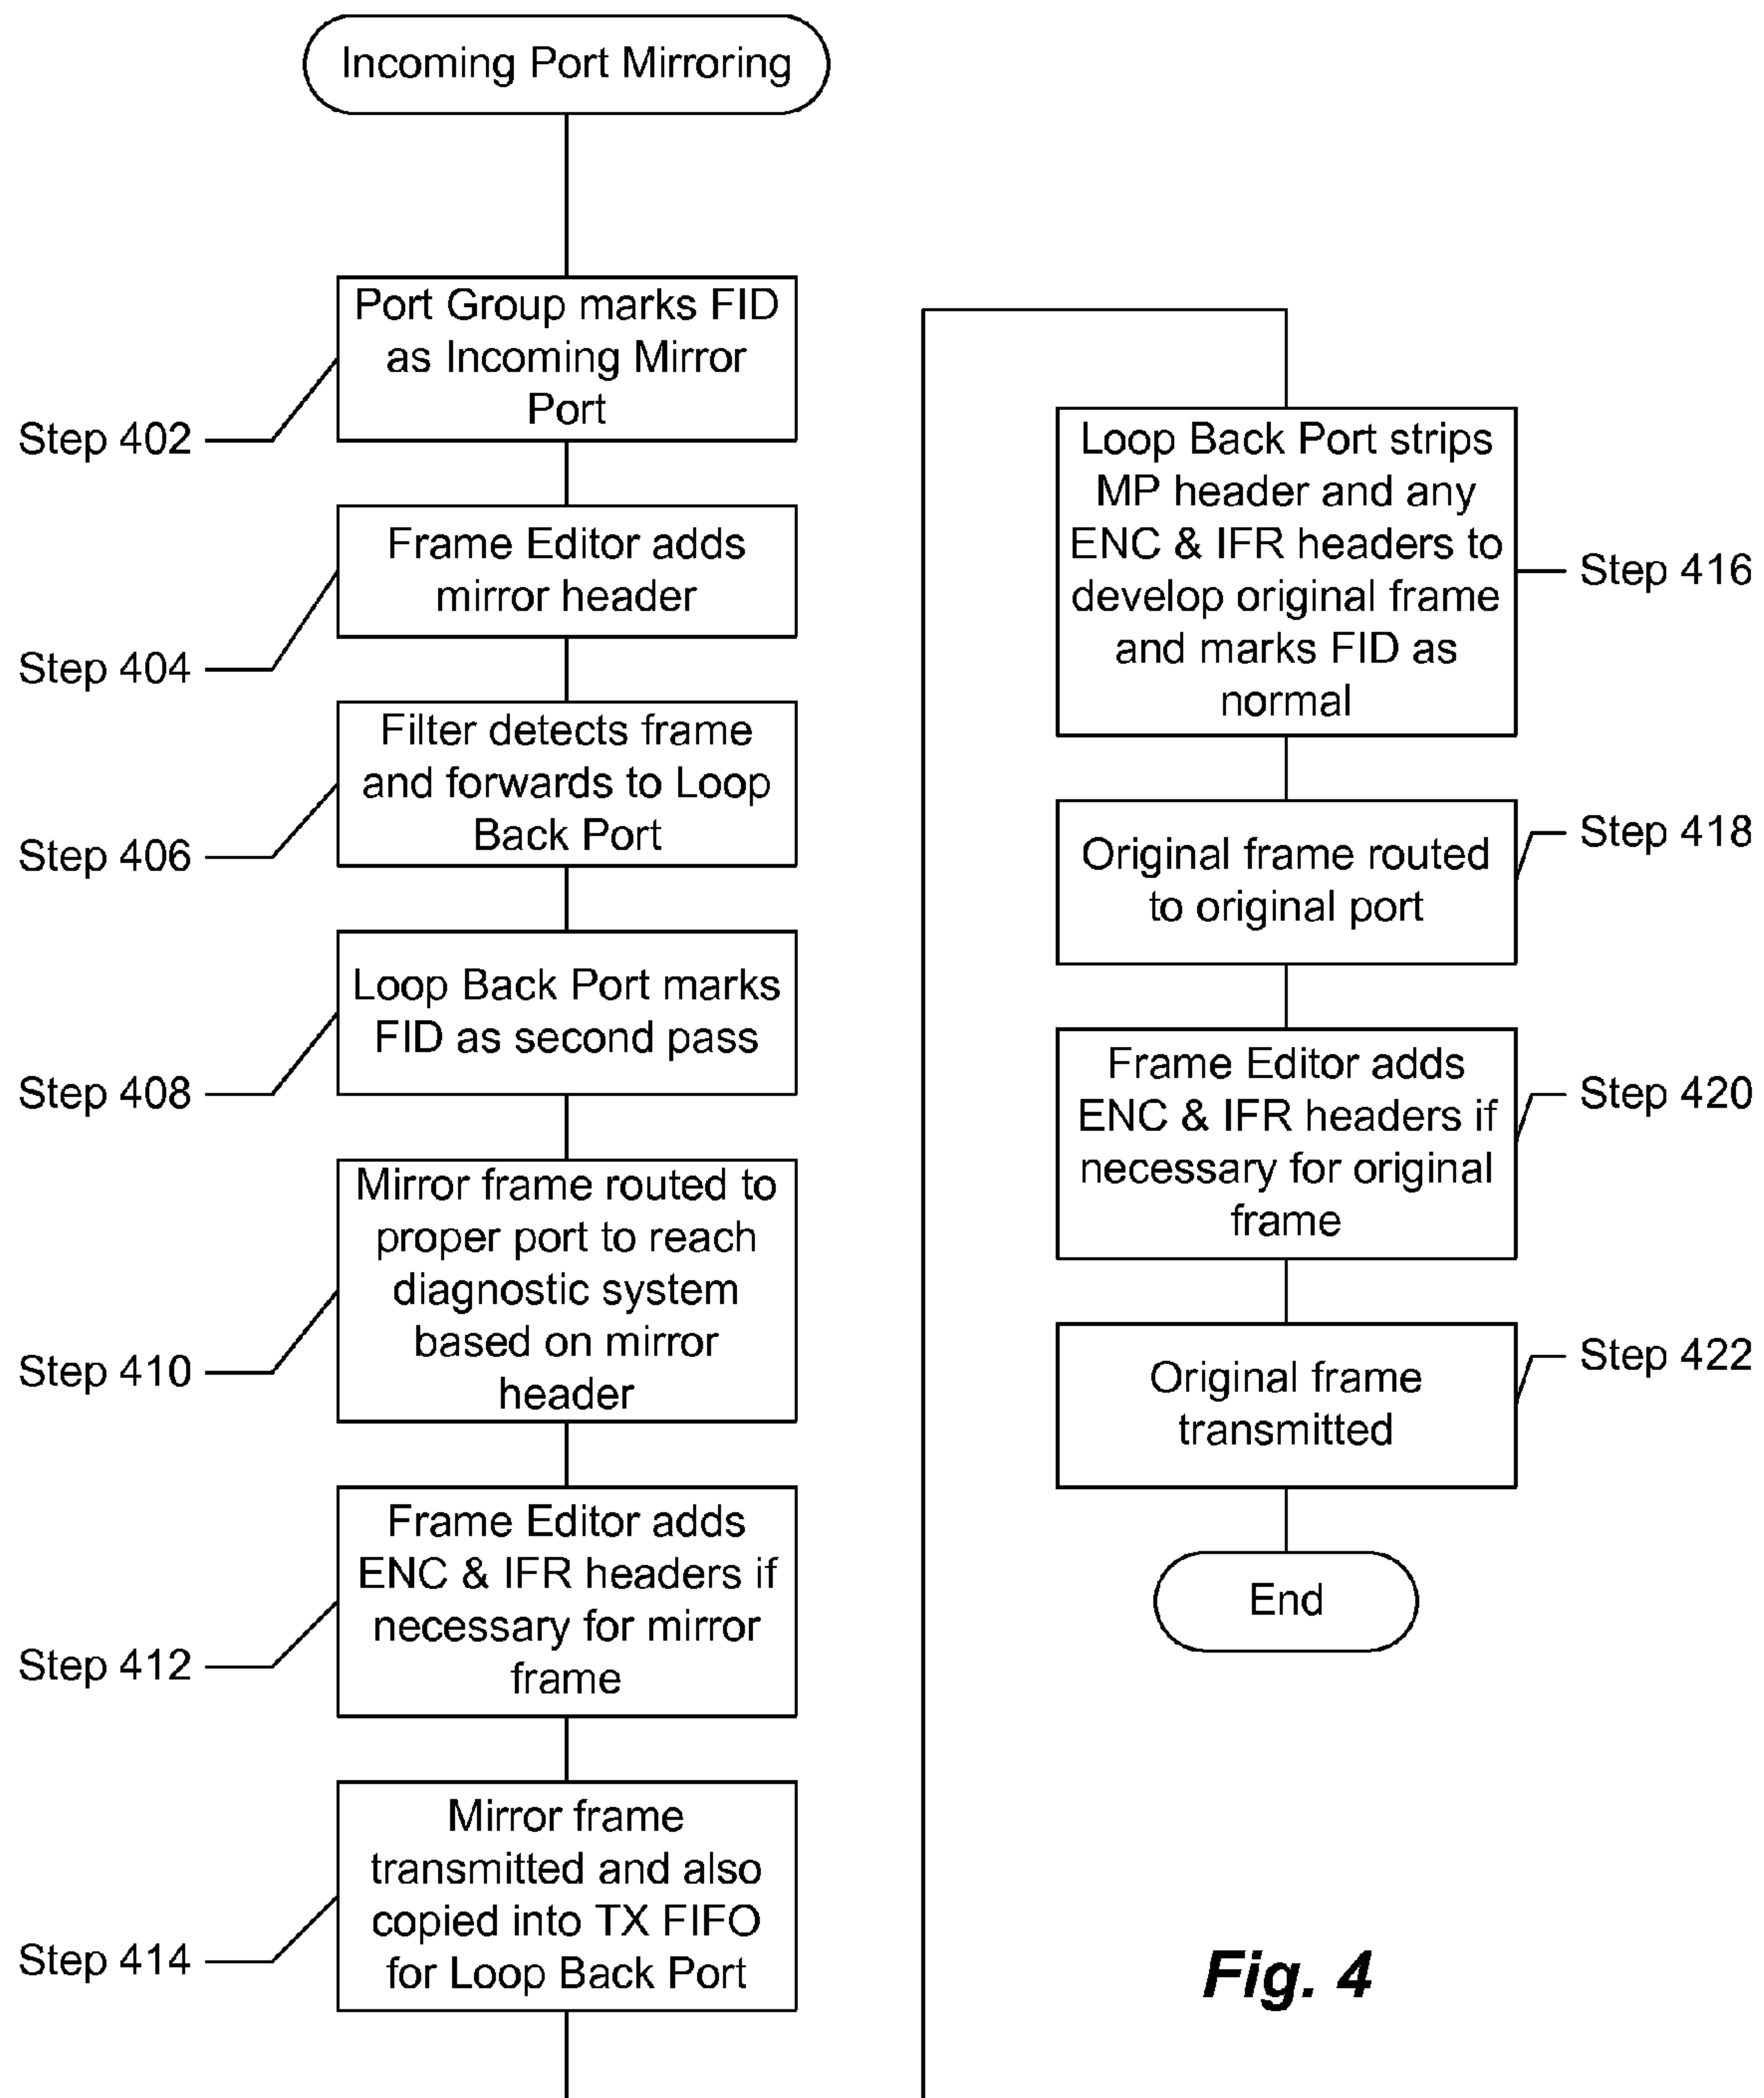 Incoming Port Mirroring
Port Group marks FID
as Incoming Mirror
Port
Step 402
Frame Editor adds
mirror header
Step 404
Filter detects frame
and forwards to Loop
Back Port
Step 406
Loop Back Port marks
FID as second pass
Step 408
Mirror frame routed to
proper port to reach
diagnostic system
based on mirror
header
Step 410
Frame Editor adds
ENC & IFR headers if
necessary for mirror
frame
Step 412
Mirror frame
transmitted and also
copied into TX FIFO
for Loop Back Port
Step 414
Loop Back Port strips
MP header and any
ENC & IFR headers to
develop original frame
and marks FID as
normal
Step 416
Original frame routed
to original port
Step 418
Frame Editor adds
ENC & IFR headers if
necessary for original
frame
Step 420
Original frame
transmitted
Step 422
End
Fig. 4